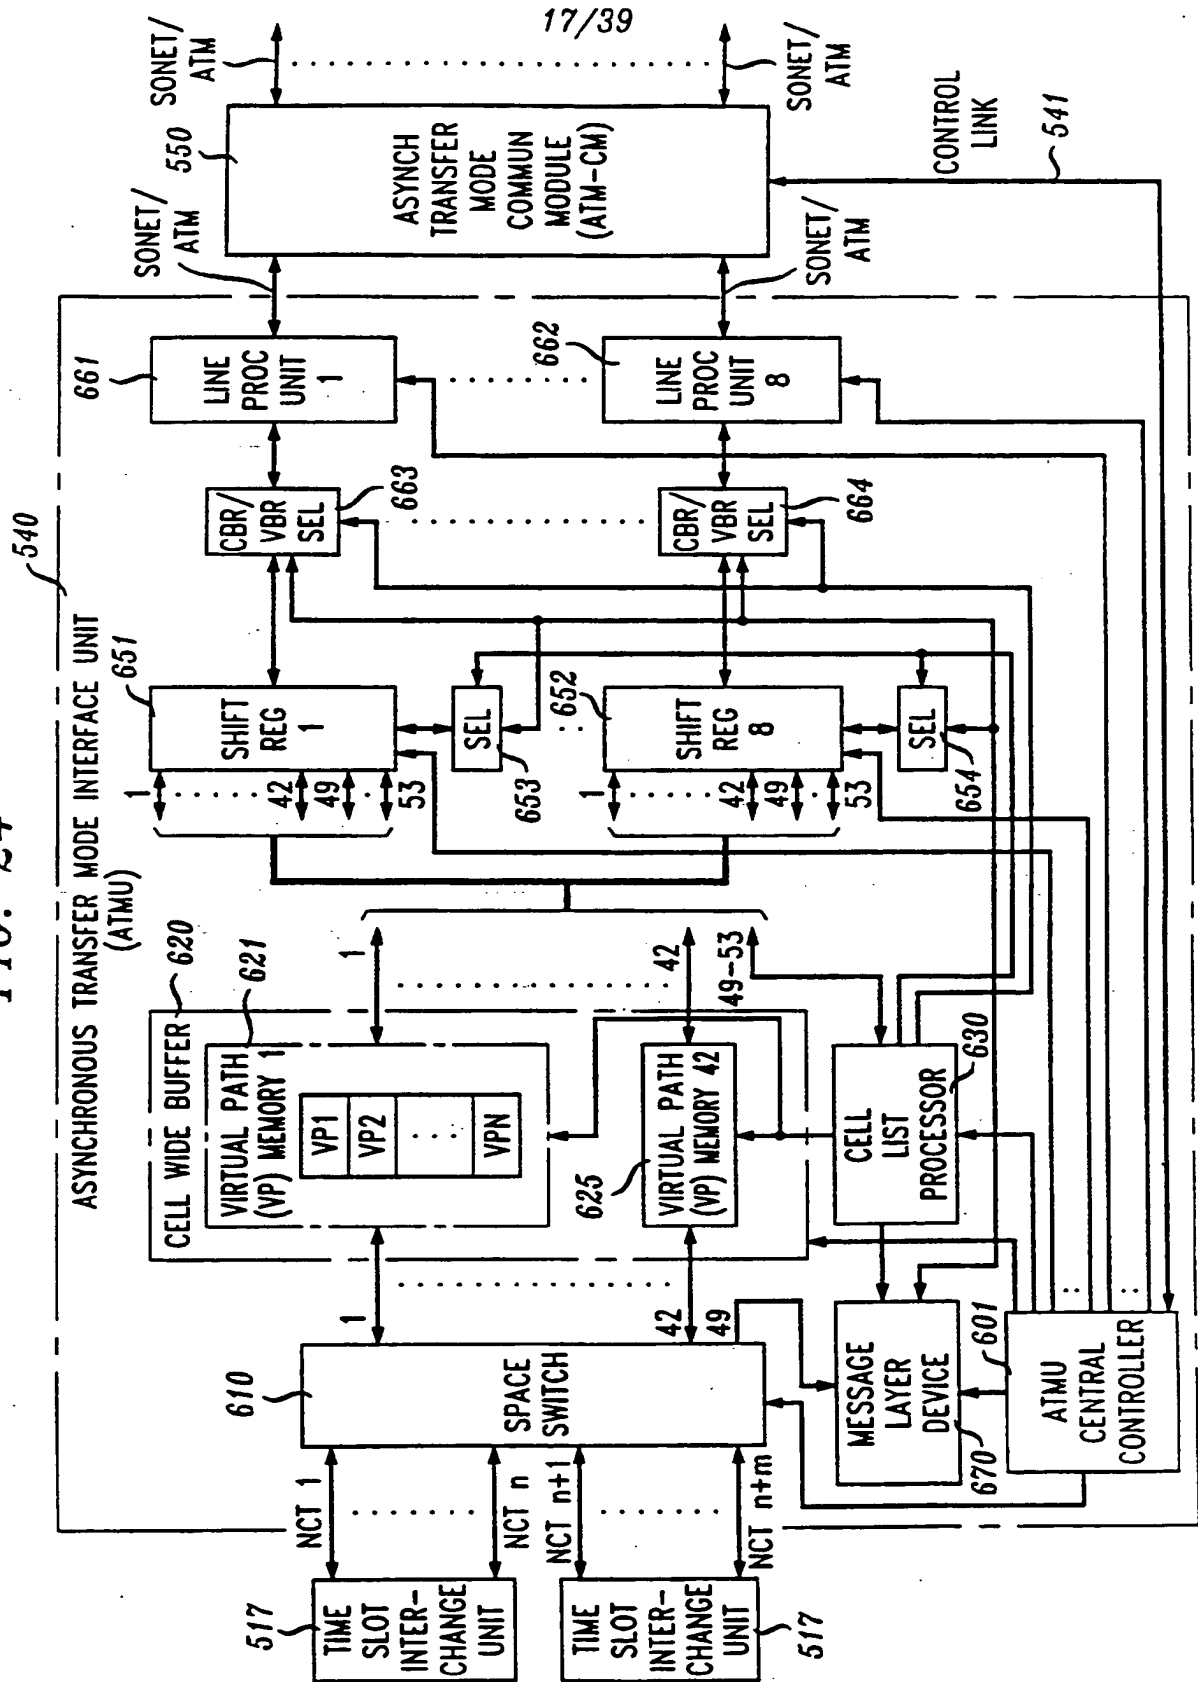 17/39
FIG. 24
540
ASYNCHRONOUS TRANSFER MODE INTERFACE UNIT
(ATMU)
517
TIME
SLOT
INTER-
CHANGE
UNIT
TIME
SLOT
INTER-
CHANGE
UNIT
517
NCT 1
NCT n
NCT n+1
NCT n+m
610
SPACE
SWITCH
1
42
49
CELL WIDE BUFFER
620
VIRTUAL PATH
(VP) MEMORY 1
621
VP1
VP2
VPN
625
VIRTUAL PATH
(VP) MEMORY 42
1
42
49-53
CELL
LIST
PROCESSOR
630
MESSAGE
LAYER
DEVICE
670
601
ATMU
CENTRAL
CONTROLLER
651
SHIFT
REG
1
1
42
49
53
SEL
653
652
SHIFT
REG
8
1
42
49
53
SEL
654
CBR/
VBR
SEL
663
CBR/
VBR
SEL
664
661
LINE
PROC
UNIT
1
662
LINE
PROC
UNIT
8
SONET/
ATM
SONET/
ATM
550
ASYNCH
TRANSFER
MODE
COMMUN
MODULE
(ATM-CM)
SONET/
ATM
SONET/
ATM
CONTROL
LINK
541